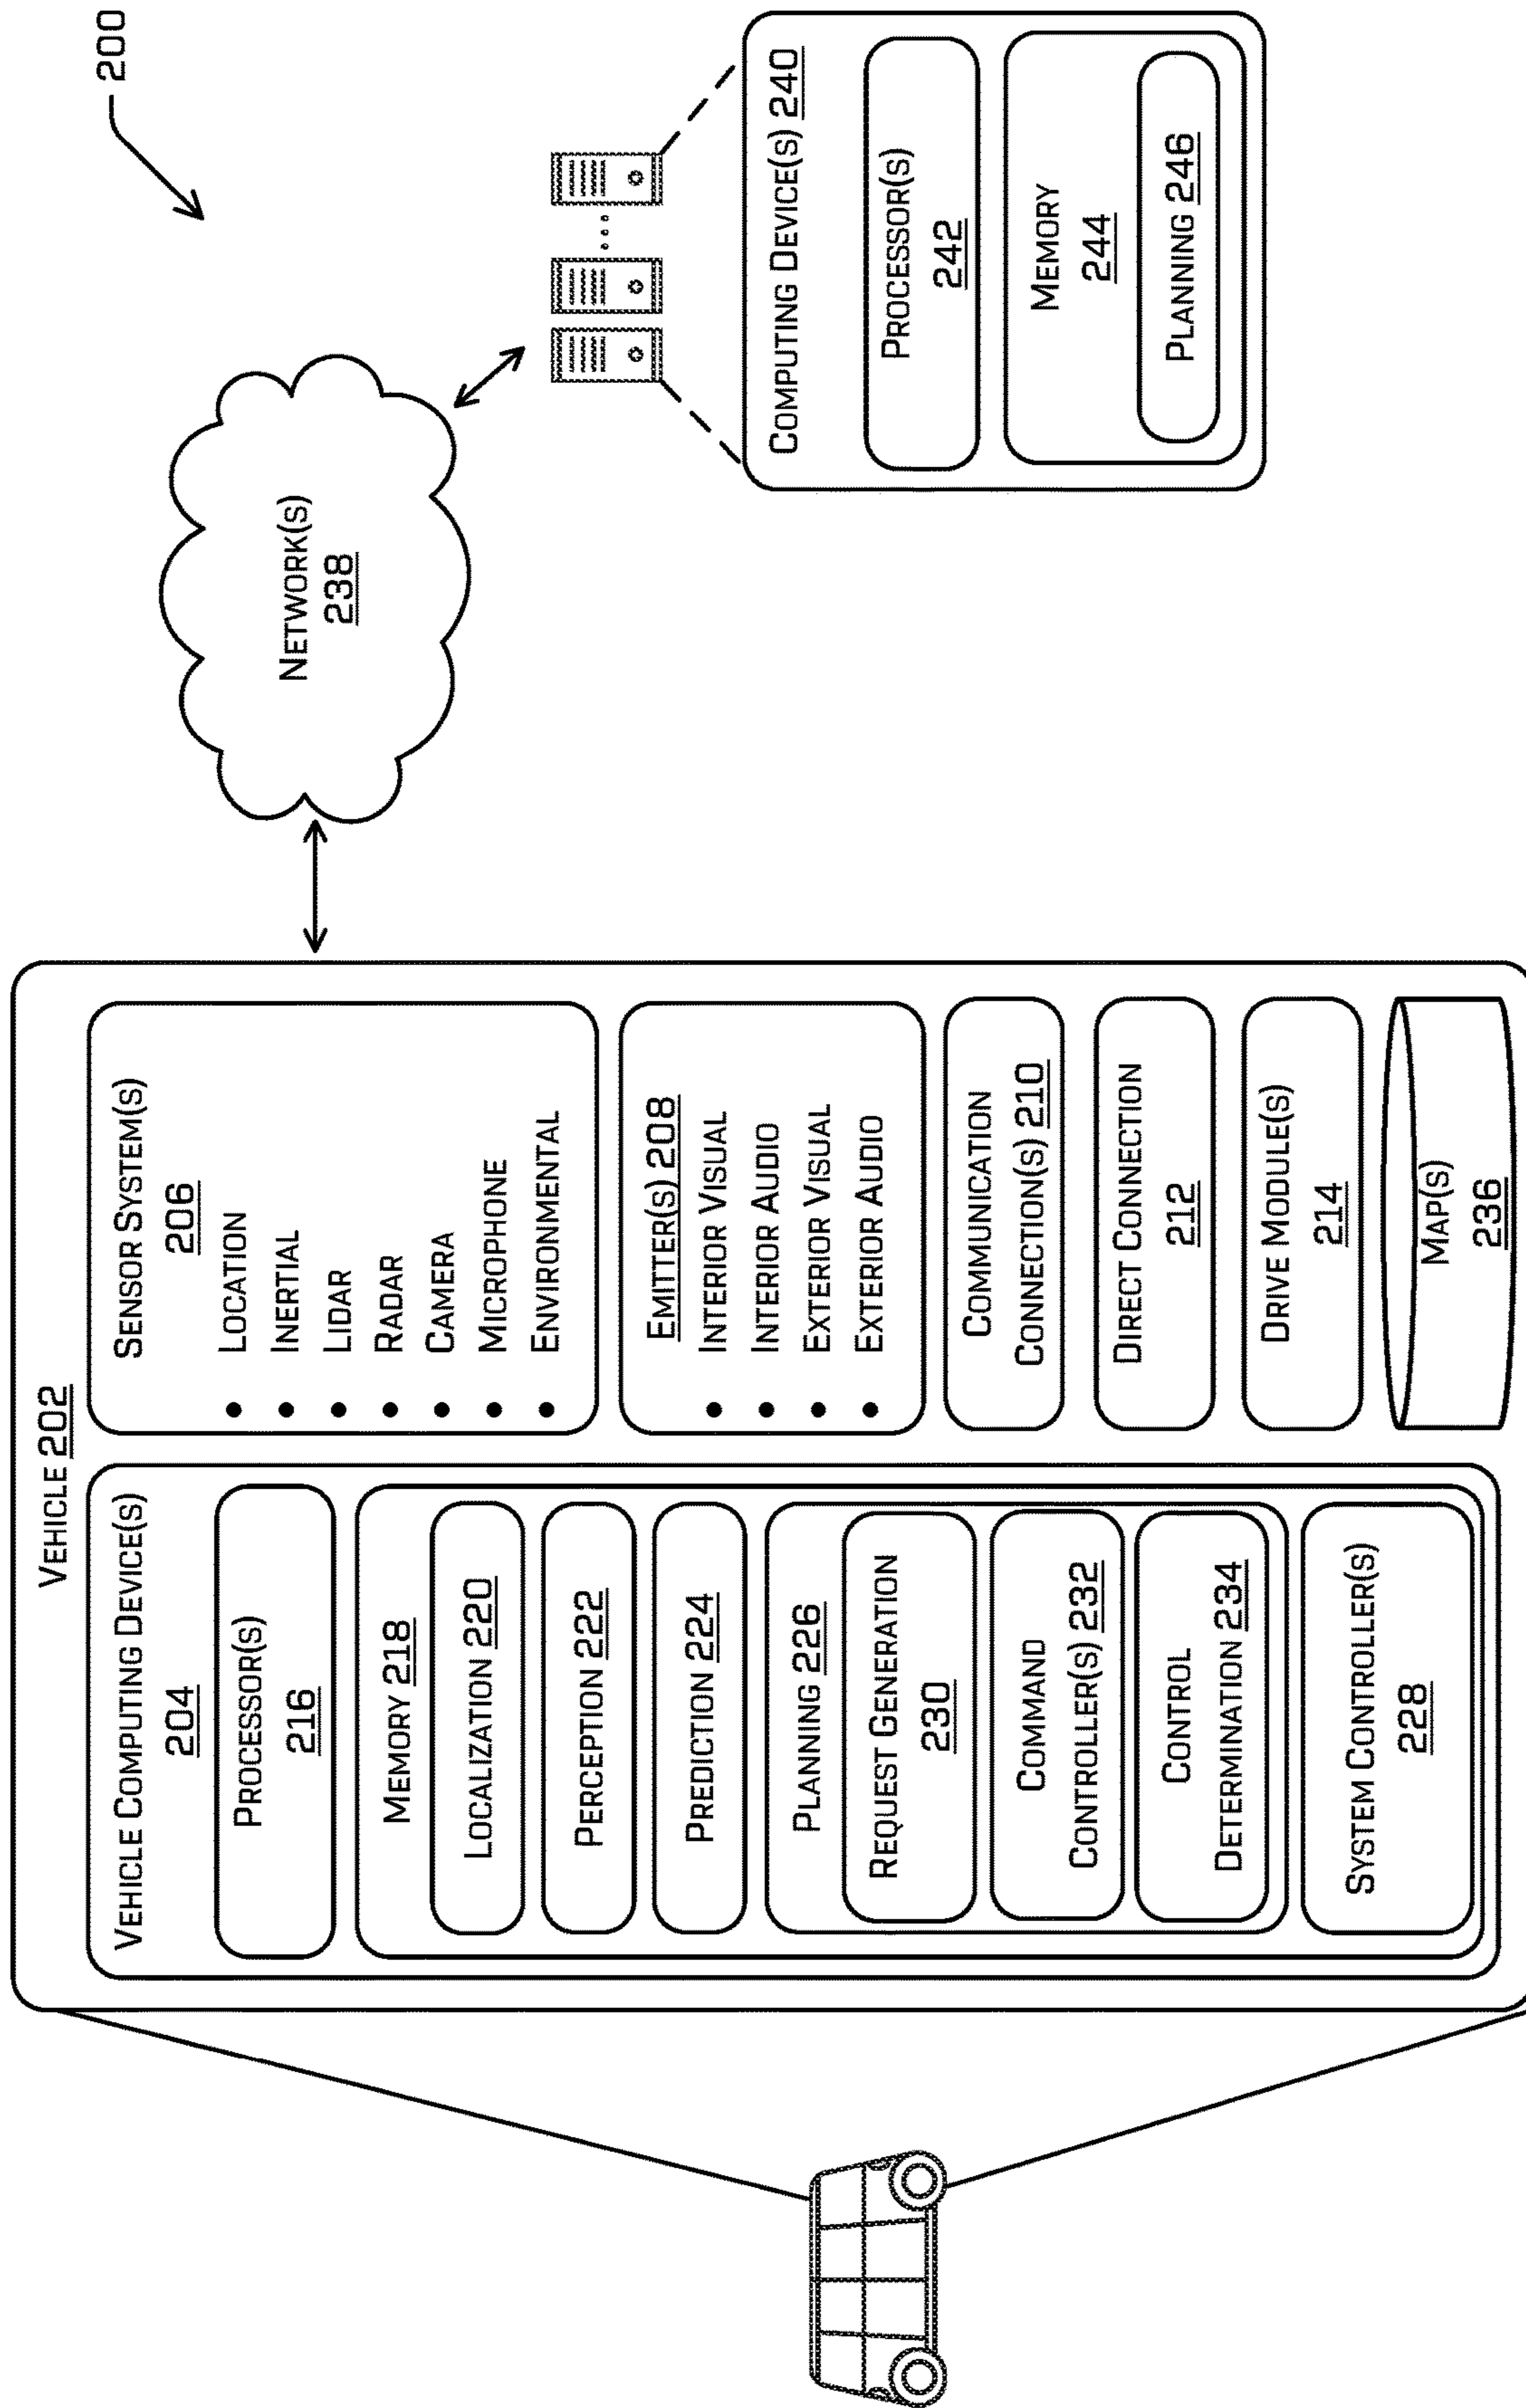 200
VEHICLE 202
VEHICLE COMPUTING DEVICE(S)
204
PROCESSOR(S)
216
MEMORY 218
LOCALIZATION 220
PERCEPTION 222
PREDICTION 224
PLANNING 226
REQUEST GENERATION
230
COMMAND
CONTROLLER(S) 232
CONTROL
DETERMINATION 234
SYSTEM CONTROLLER(S)
228
SENSOR SYSTEM(S)
206
• LOCATION
• INERTIAL
• LIDAR
• RADAR
• CAMERA
• MICROPHONE
• ENVIRONMENTAL
EMITTER(S) 208
• INTERIOR VISUAL
• INTERIOR AUDIO
• EXTERIOR VISUAL
• EXTERIOR AUDIO
COMMUNICATION
CONNECTION(S) 210
DIRECT CONNECTION
212
DRIVE MODULE(S)
214
MAP(S)
236
NETWORK(S)
238
COMPUTING DEVICE(S) 240
PROCESSOR(S)
242
MEMORY
244
PLANNING 246